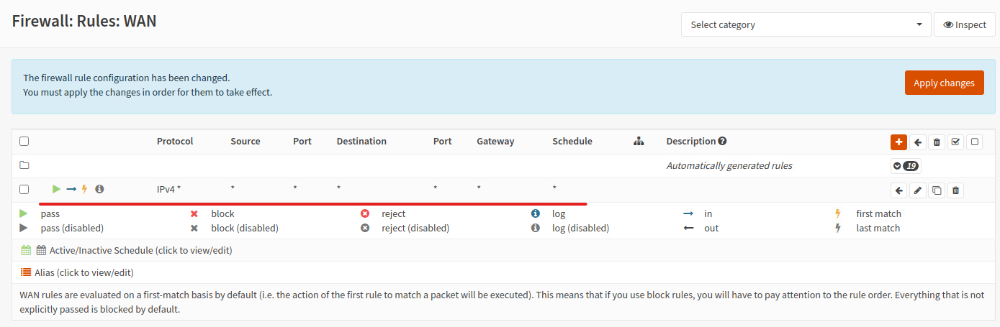 Firewall: Rules: WAN
Select category
Inspect
The firewall rule configuration has been changed.
You must apply the changes in order for them to take effect.
Apply changes
Protocol Source Port Destination Port Gateway Schedule Description
Automatically generated rules 19
IPv4 * * * * * * *
pass block reject log in first match
pass (disabled) block (disabled) reject (disabled) log (disabled) out last match
Active/Inactive Schedule (click to view/edit)
Alias (click to view/edit)
WAN rules are evaluated on a first-match basis by default (i.e. the action of the first rule to match a packet will be executed). This means that if you use block rules, you will have to pay attention to the rule order. Everything that is not
explicitly passed is blocked by default.